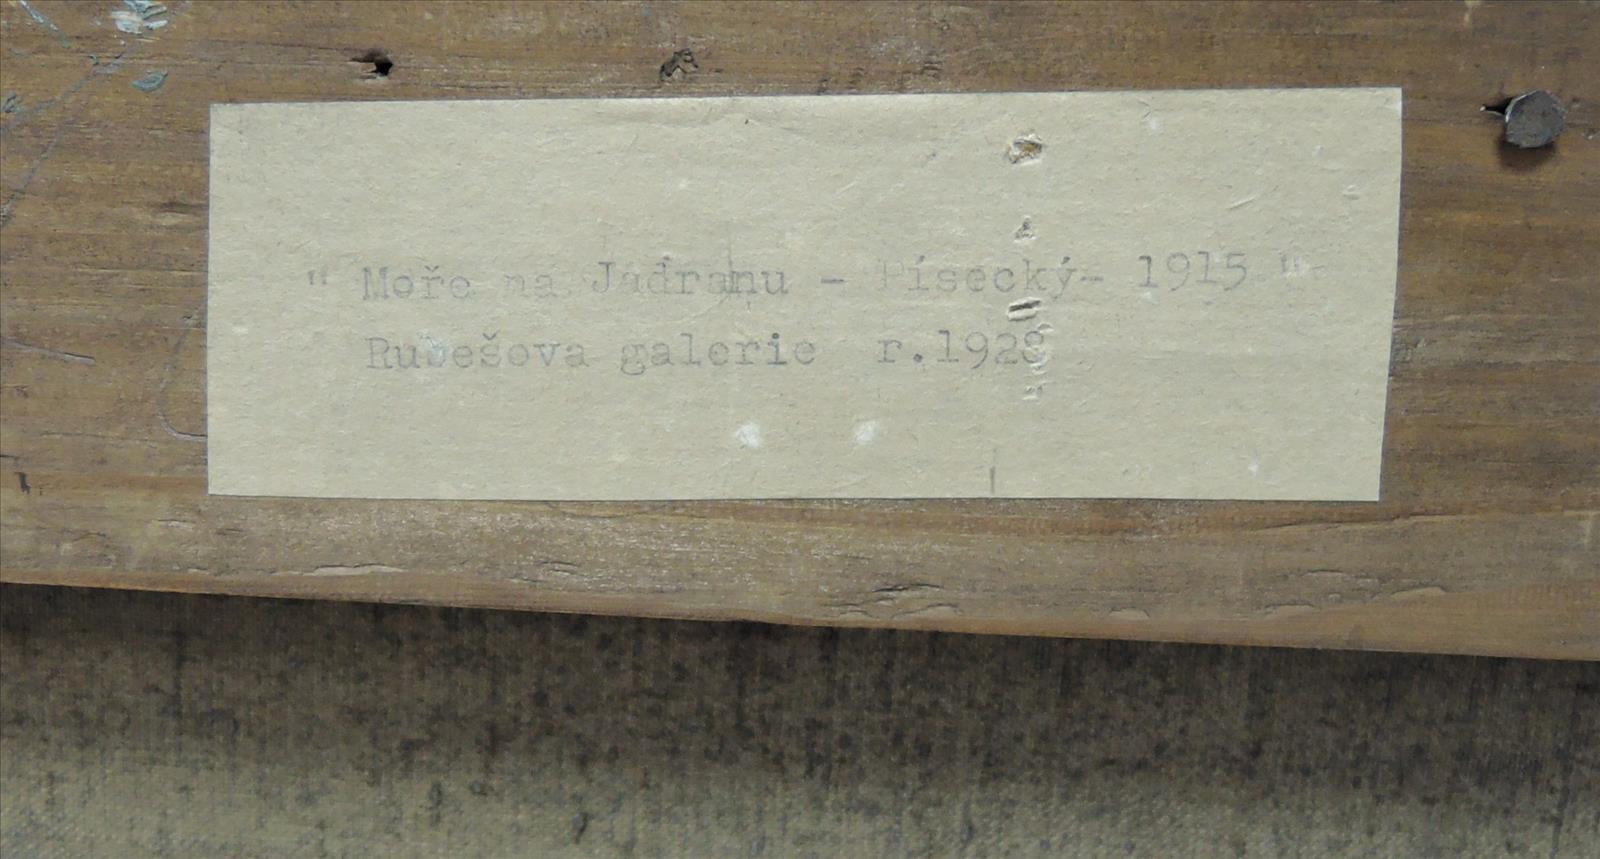 " Moře na Jadranu - Písecký- 1915 "
Rubešova galerie r.1928